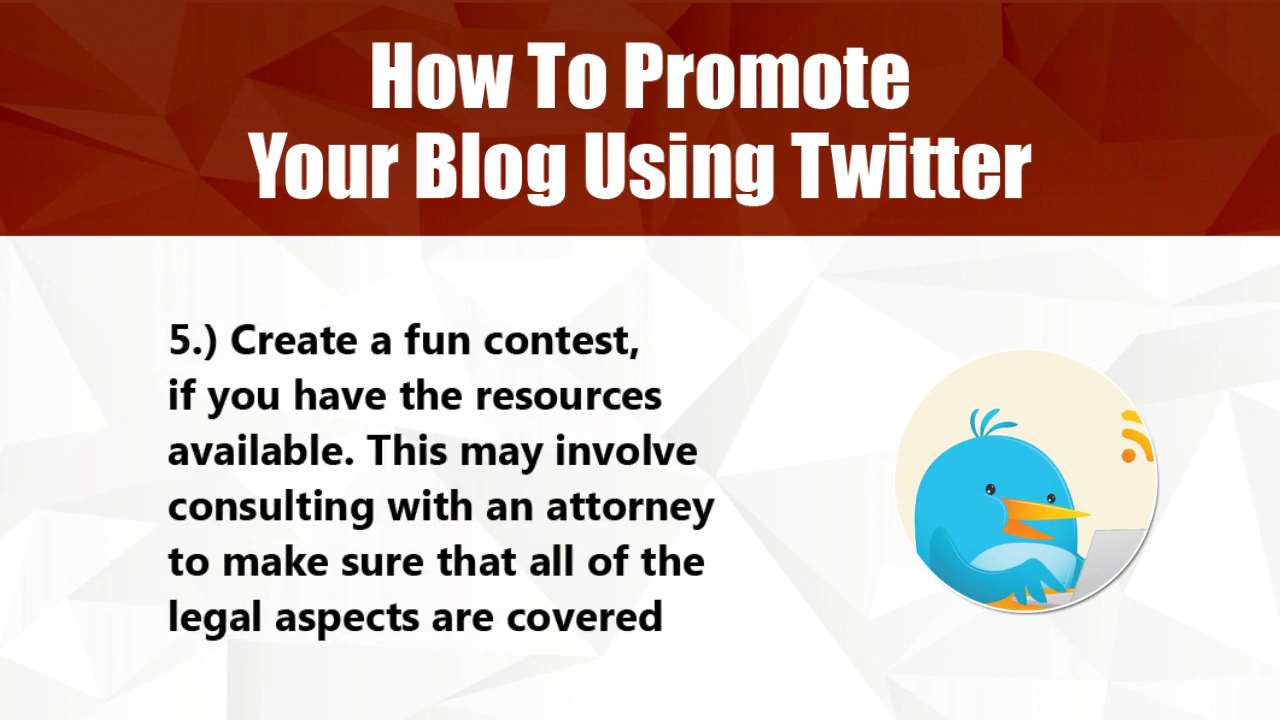 How To Promote
Your Blog Using Twitter
5.) Create a fun contest,
if you have the resources
available. This may involve
consulting with an attorney
to make sure that all of the
legal aspects are covered